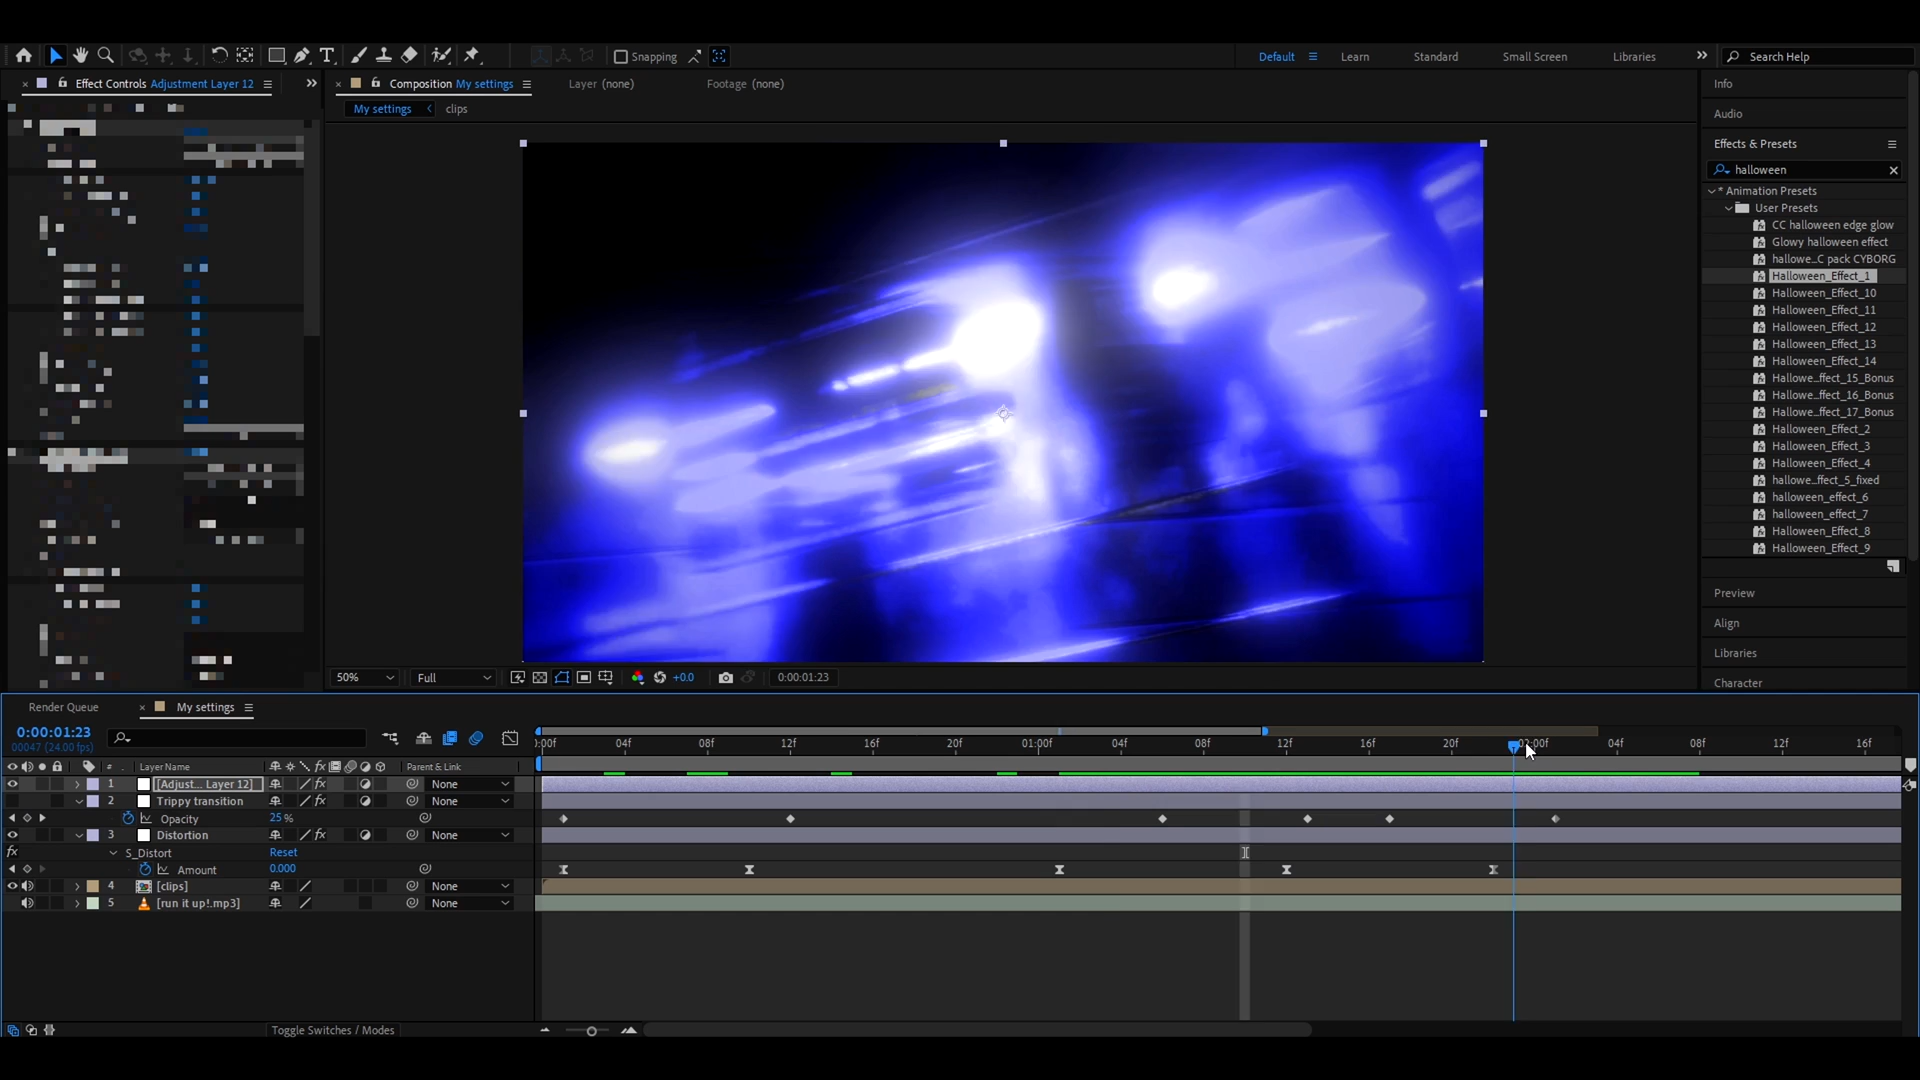 Snapping
Default
Learn
Standard
Small Screen
Libraries
Search Help
Effect Controls Adjustment Layer 12
Composition My settings
Layer (none)
Footage (none)
My settings
clips
50%
Full
+0.0
0:00:01:23
Info
Audio
Effects & Presets
halloween
* Animation Presets
User Presets
CC halloween edge glow
Glowy halloween effect
hallowe...C pack CYBORG
Halloween_Effect_1
Halloween_Effect_10
Halloween_Effect_11
Halloween_Effect_12
Halloween_Effect_13
Halloween_Effect_14
Hallowe...ffect_15_Bonus
Hallowe...ffect_16_Bonus
Hallowe...ffect_17_Bonus
Halloween_Effect_2
Halloween_Effect_3
Halloween_Effect_4
hallowe...ffect_5_fixed
halloween_effect_6
halloween_effect_7
Halloween_Effect_8
Halloween_Effect_9
Preview
Align
Libraries
Character
Render Queue
My settings
0:00:01:23
00047 (24.00 fps)
:00f 04f 08f 12f 16f 20f 01:00f 04f 08f 12f 16f 20f 02:00f 04f 08f 12f 16f
# Layer Name fx Parent & Link
1 [Adjust... Layer 12] fx None
2 Trippy transition fx None
Opacity 25%
3 Distortion fx None
fx S_Distort Reset
Amount 0.000
4 [clips] None
5 [run it up!.mp3] None
Toggle Switches / Modes